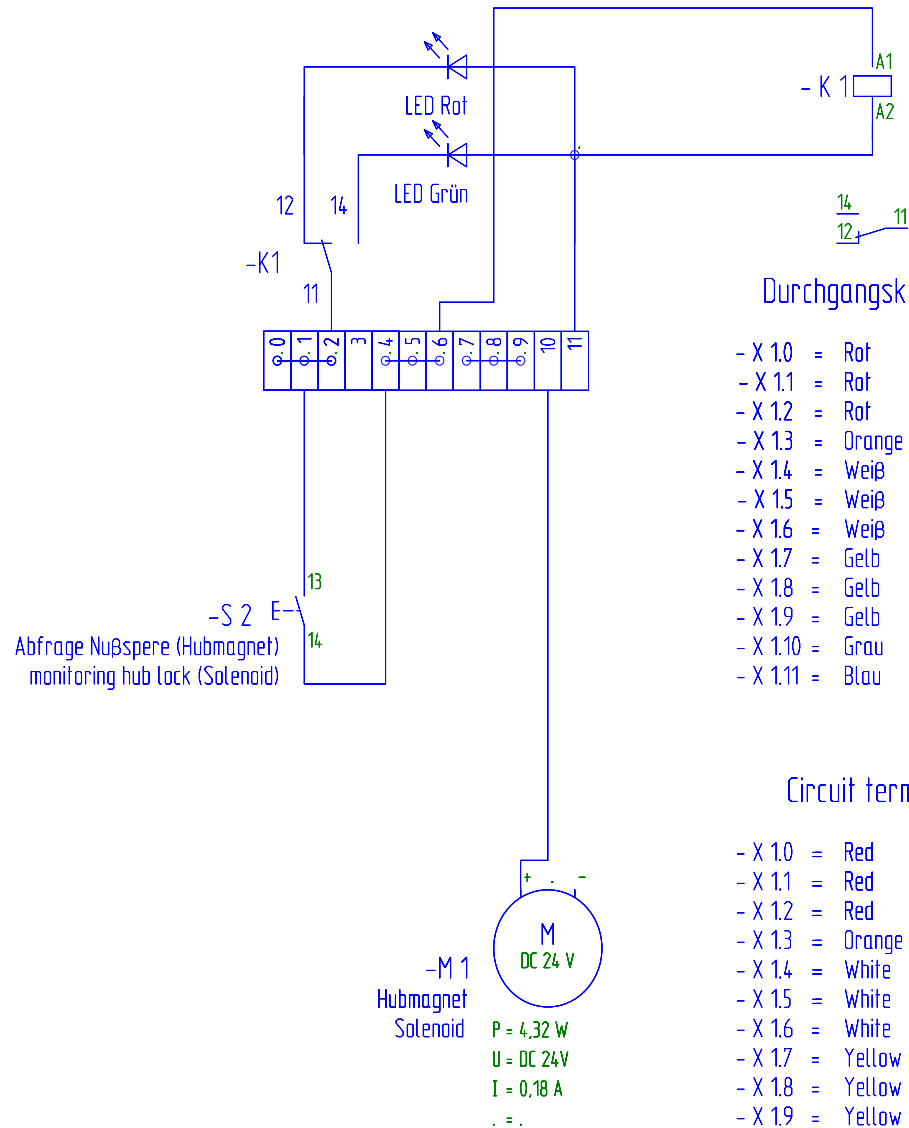 A1
- K 1
A2
LED Rot
LED Grün
12
14
14
11
12
-K1
11
Durchgangsk
.0
.1
.2
3
.4
.5
.6
.7
.8
.9
10
11
- X 1.0 = Rot
- X 1.1 = Rot
- X 1.2 = Rot
- X 1.3 = Orange
- X 1.4 = Weiß
- X 1.5 = Weiß
- X 1.6 = Weiß
- X 1.7 = Gelb
- X 1.8 = Gelb
- X 1.9 = Gelb
- X 1.10 = Grau
- X 1.11 = Blau
13
-S 2
14
Abfrage Nußspere (Hubmagnet)
monitoring hub lock (Solenoid)
Circuit term
- X 1.0 = Red
- X 1.1 = Red
- X 1.2 = Red
- X 1.3 = Orange
- X 1.4 = White
- X 1.5 = White
- X 1.6 = White
- X 1.7 = Yellow
- X 1.8 = Yellow
- X 1.9 = Yellow
+ . -
M
DC 24 V
-M 1
Hubmagnet
Solenoid
P = 4,32 W
U = DC 24V
I = 0,18 A
. = .